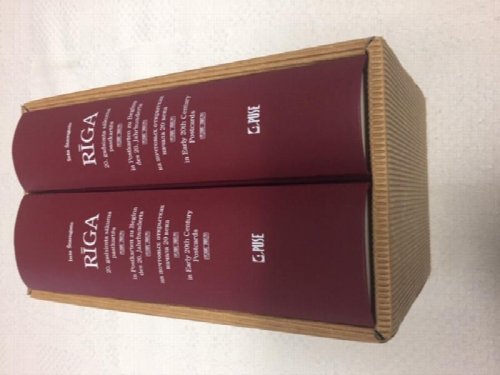 RĪGA
20. gadsimta sākuma
pastkartēs
in Postkarten zu Beginn
des 20. Jahrhunderts
на почтовых открытках
начала 20 века
in Early 20th Century
Postcards
PUSE
RĪGA
20. gadsimta sākuma
pastkartēs
in Postkarten zu Beginn
des 20. Jahrhunderts
на почтовых открытках
начала 20 века
in Early 20th Century
Postcards
PUSE